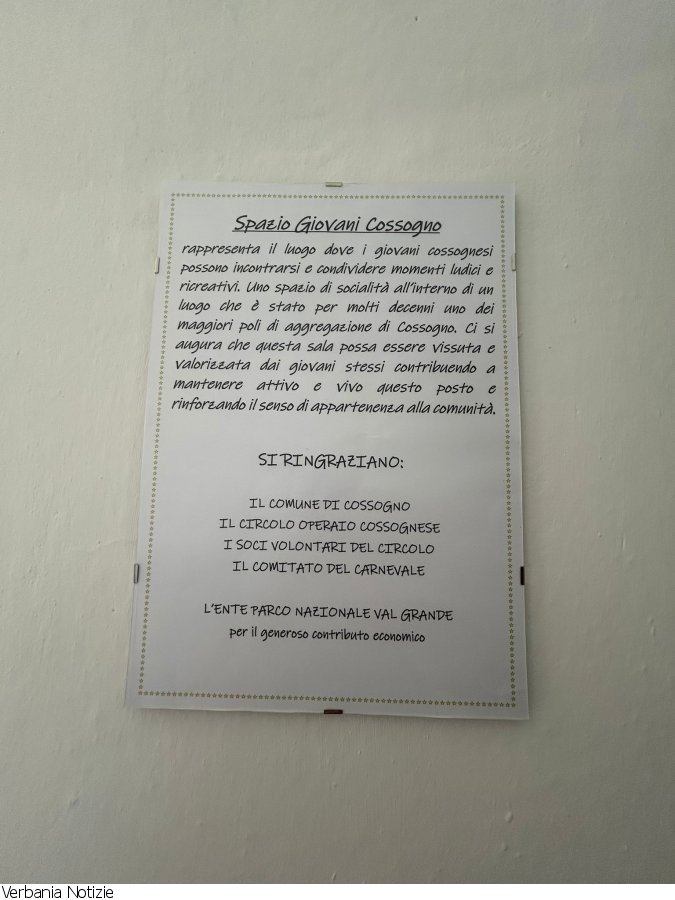 Spazio Giovani Cossogno
rappresenta il luogo dove i giovani cossognesi
possono incontrarsi e condividere momenti ludici e
ricreativi. Uno spazio di socialità all'interno di un
luogo che è stato per molti decenni uno dei
maggiori poli di aggregazione di Cossogno. Ci si
augura che questa sala possa essere vissuta e
valorizzata dai giovani stessi contribuendo a
mantenere attivo e vivo questo posto e
rinforzando il senso di appartenenza alla comunità.
SI RINGRAZIANO:
IL COMUNE DI COSSOGNO
IL CIRCOLO OPERAIO COSSOGNESE
I SOCI VOLONTARI DEL CIRCOLO
IL COMITATO DEL CARNEVALE
L'ENTE PARCO NAZIONALE VAL GRANDE
per il generoso contributo economico
Verbania Notizie